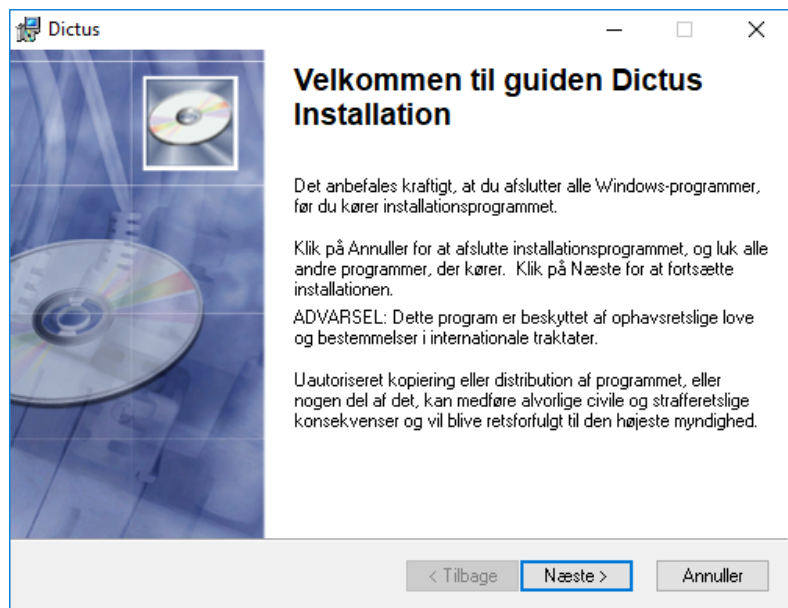 Dictus
Velkommen til guiden Dictus
Installation
Det anbefales kraftigt, at du afslutter alle Windows-programmer,
før du kører installationsprogrammet.
Klik på Annuller for at afslutte installationsprogrammet, og luk alle
andre programmer, der kører.  Klik på Næste for at fortsætte
installationen.
ADVARSEL: Dette program er beskyttet af ophavsretslige love
og bestemmelser i internationale traktater.
Uautoriseret kopiering eller distribution af programmet, eller
nogen del af det, kan medføre alvorlige civile og strafferetslige
konsekvenser og vil blive retsforfulgt til den højeste myndighed.
< Tilbage Næste > Annuller